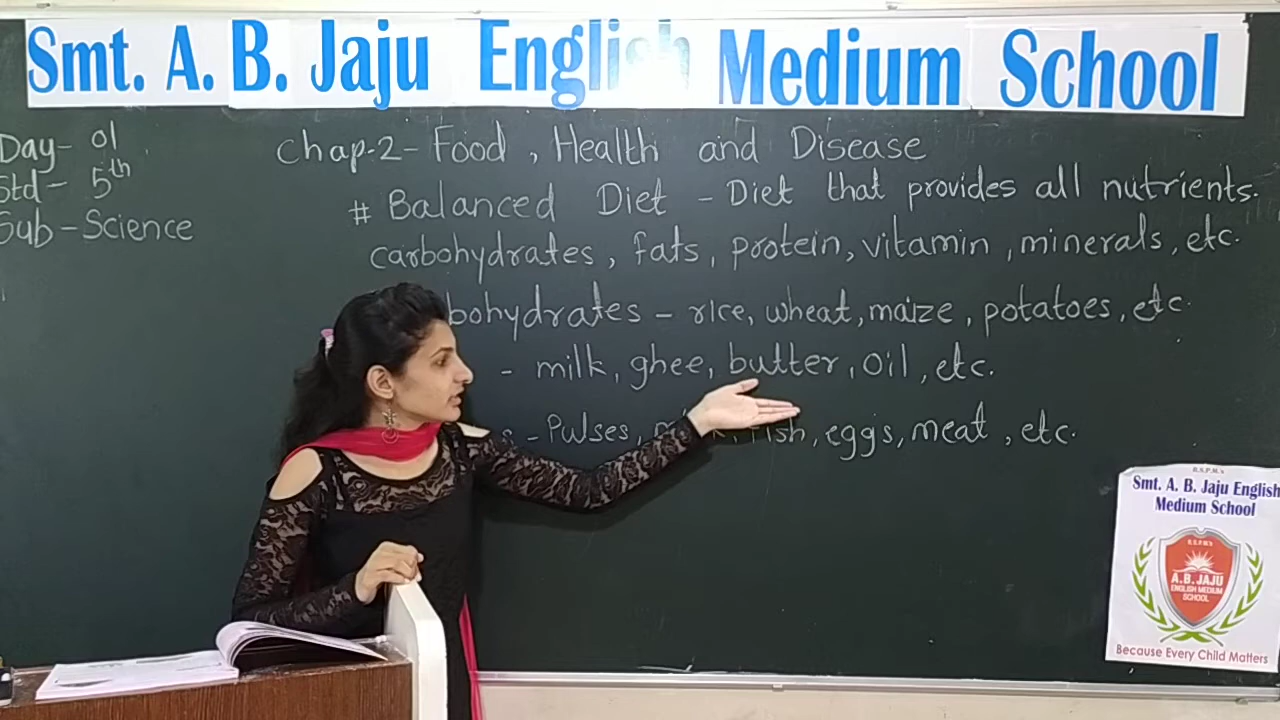 Smt. A. B. Jaju English Medium School
Day- 01
Std- 5th
Sub-Science
Chap.2- Food, Health and Disease
# Balanced Diet - Diet that provides all nutrients.
carbohydrates, fats, protein, vitamin, minerals, etc.
bohydrates - rice, wheat, maize, potatoes, etc.
- milk, ghee, butter, oil, etc.
s - Pulses, fish, eggs, meat, etc.
R.S.P.M.'s
Smt. A. B. Jaju English
Medium School
R.S.P.M.'s
A.B. JAJU
ENGLISH MEDIUM
SCHOOL
Because Every Child Matters